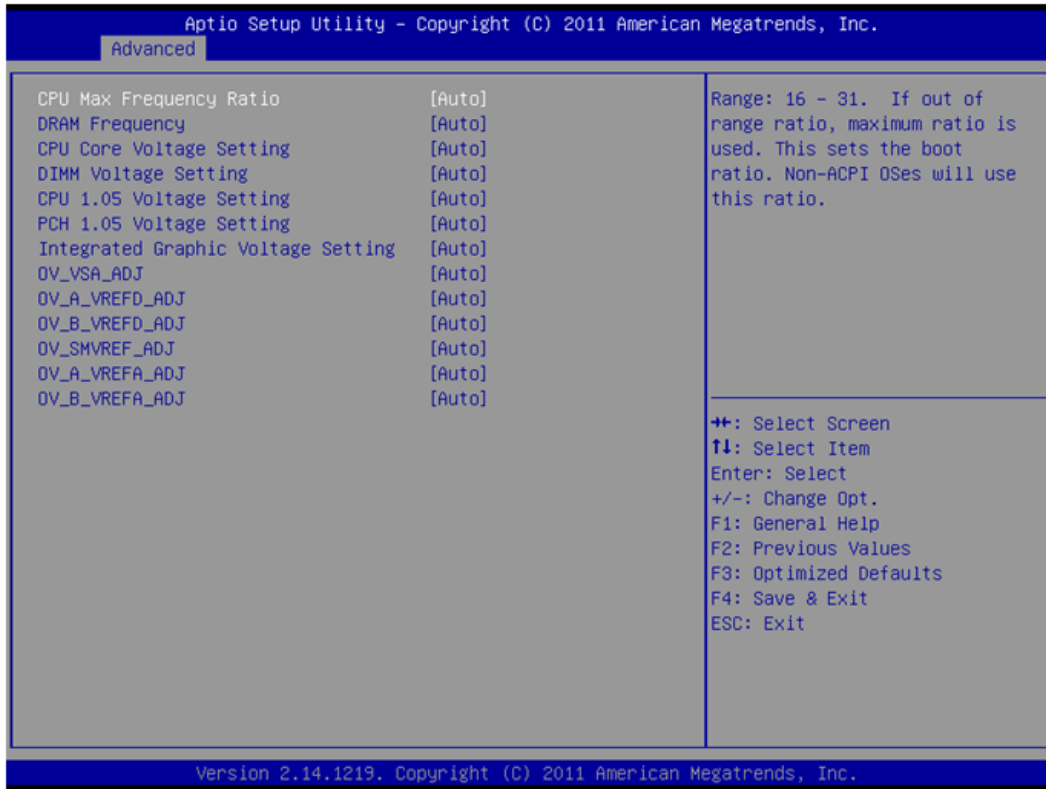 Aptio Setup Utility – Copyright (C) 2011 American Megatrends, Inc.
Advanced
CPU Max Frequency Ratio [Auto]
DRAM Frequency [Auto]
CPU Core Voltage Setting [Auto]
DIMM Voltage Setting [Auto]
CPU 1.05 Voltage Setting [Auto]
PCH 1.05 Voltage Setting [Auto]
Integrated Graphic Voltage Setting [Auto]
OV_VSA_ADJ [Auto]
OV_A_VREFD_ADJ [Auto]
OV_B_VREFD_ADJ [Auto]
OV_SMVREF_ADJ [Auto]
OV_A_VREFA_ADJ [Auto]
OV_B_VREFA_ADJ [Auto]
Range: 16 – 31. If out of
range ratio, maximum ratio is
used. This sets the boot
ratio. Non-ACPI OSes will use
this ratio.
→←: Select Screen
↑↓: Select Item
Enter: Select
+/-: Change Opt.
F1: General Help
F2: Previous Values
F3: Optimized Defaults
F4: Save & Exit
ESC: Exit
Version 2.14.1219. Copyright (C) 2011 American Megatrends, Inc.